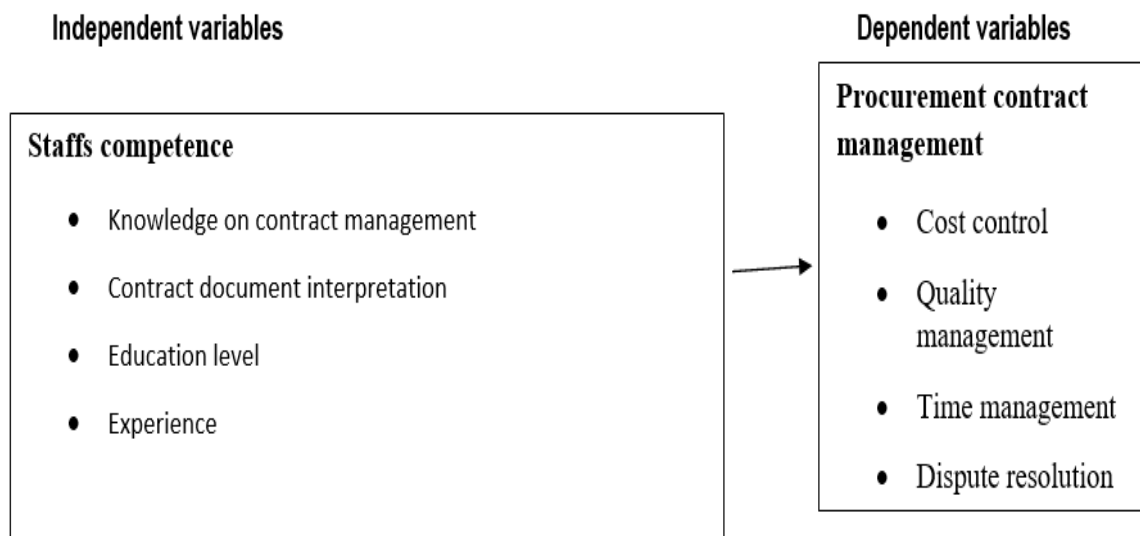 Independent variables
Dependent variables
Staffs competence
• Knowledge on contract management
• Contract document interpretation
• Education level
• Experience
Procurement contract
management
• Cost control
• Quality
management
• Time management
• Dispute resolution